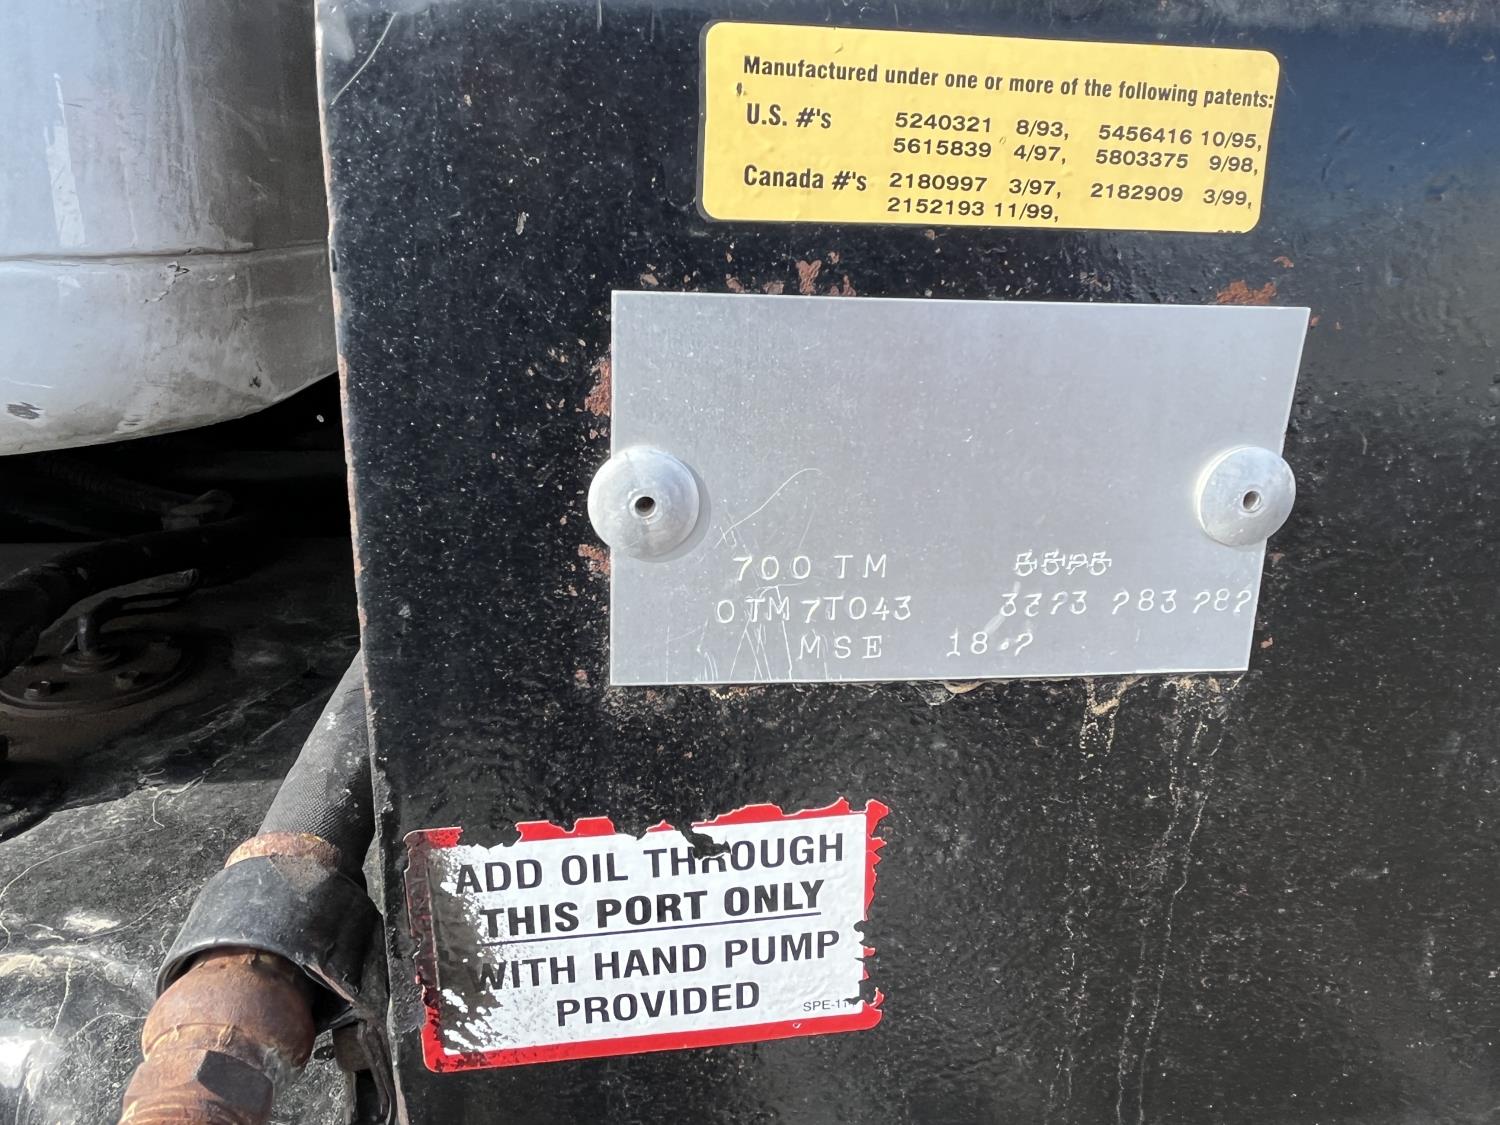 Manufactured under one or more of the following patents:
U.S. #'s 5240321 8/93, 5456416 10/95,
5615839 4/97, 5803375 9/98,
Canada #'s 2180997 3/97, 2182909 3/99,
2152193 11/99,
700 TM
OTM7T043
MSE 18.?
ADD OIL THROUGH
THIS PORT ONLY
WITH HAND PUMP
PROVIDED